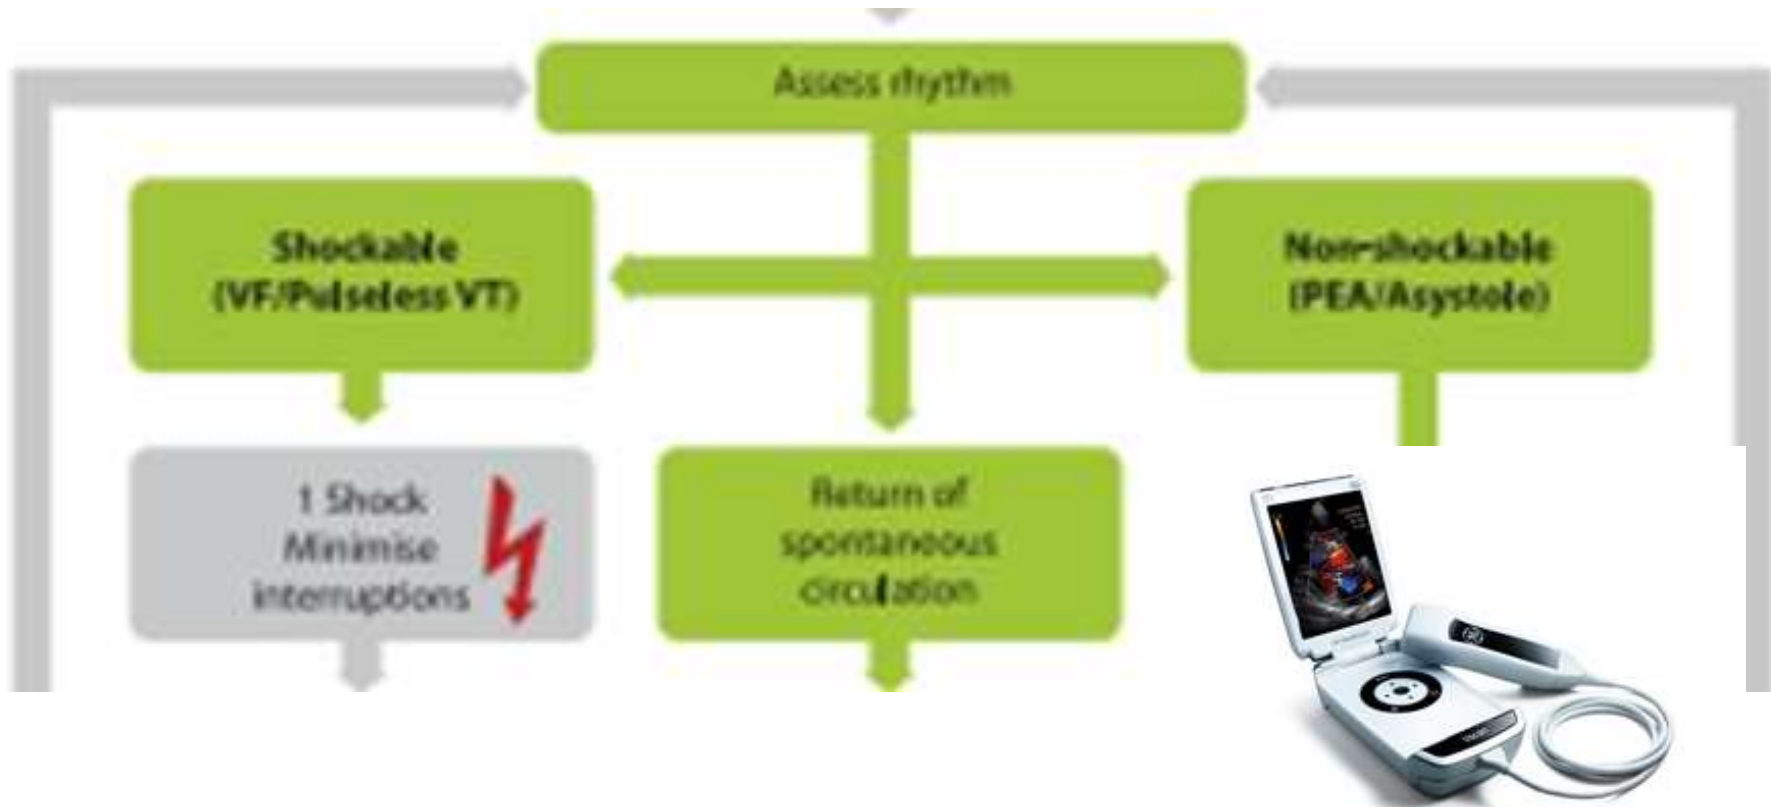 Assess rhythm
Shockable
(VF/Pulseless VT)
Non-shockable
(PEA/Asystole)
1 Shock
Minimise
interruptions
Return of
spontaneous
circulation